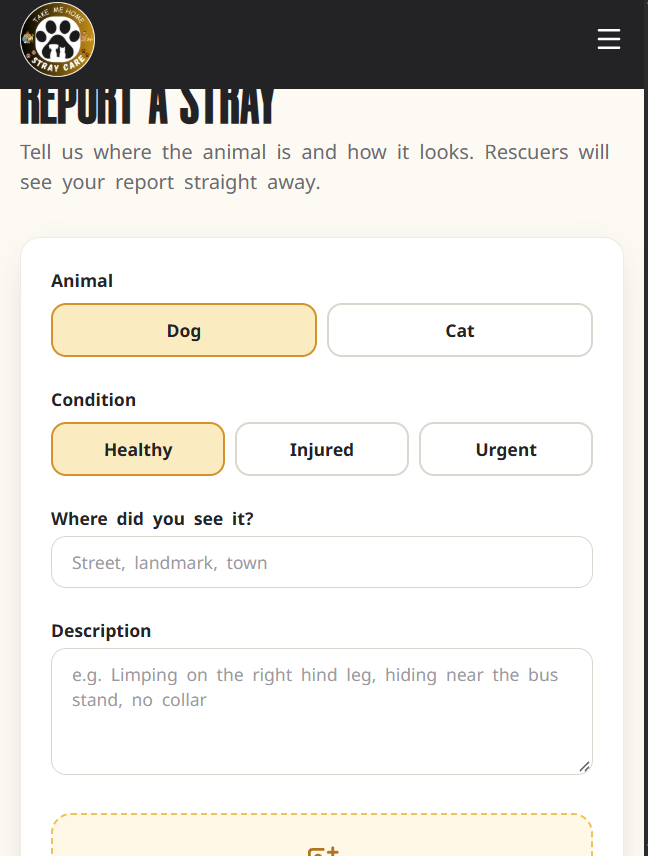 TAKE ME HOME
STRAY CARE
REPORT A STRAY
Tell us where the animal is and how it looks. Rescuers will
see your report straight away.
Animal
Dog
Cat
Condition
Healthy
Injured
Urgent
Where did you see it?
Street, landmark, town
Description
e.g. Limping on the right hind leg, hiding near the bus
stand, no collar